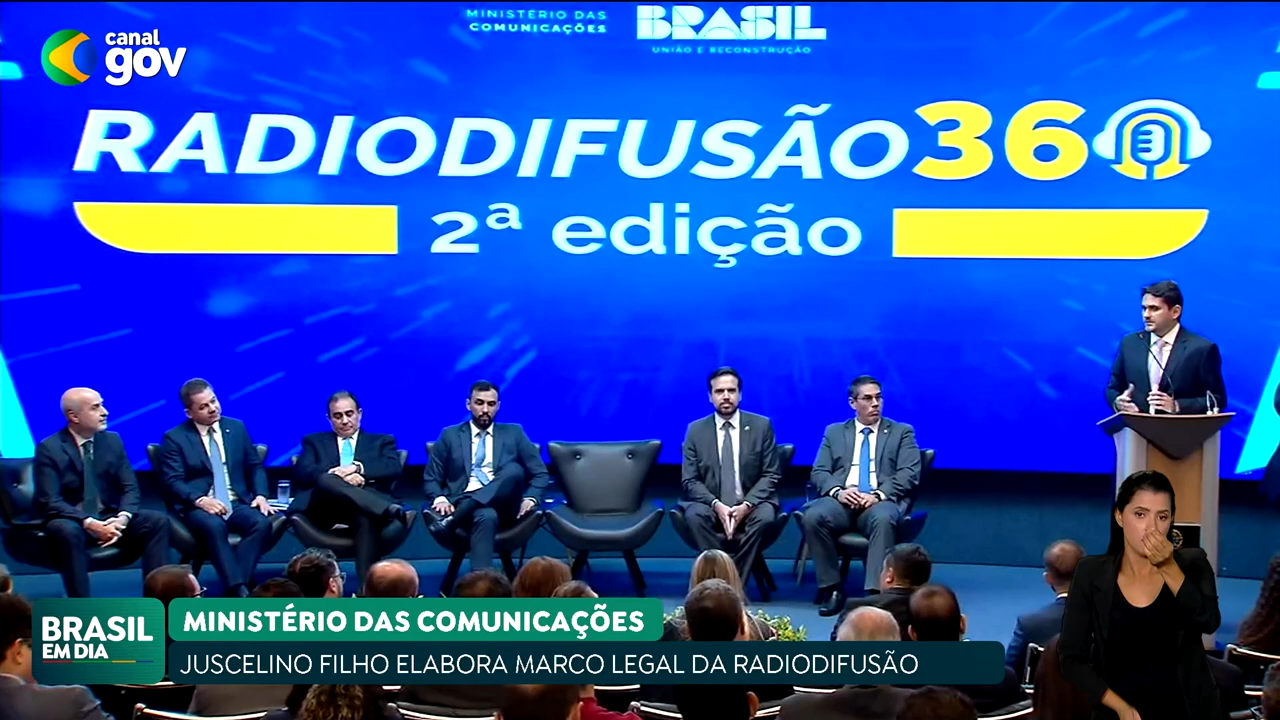 canal
gov
MINISTÉRIO DAS
COMUNICAÇÕES
BRASIL
UNIÃO E RECONSTRUÇÃO
RADIODIFUSÃO360
2ª edição
BRASIL
EM DIA
MINISTÉRIO DAS COMUNICAÇÕES
JUSCELINO FILHO ELABORA MARCO LEGAL DA RADIODIFUSÃO